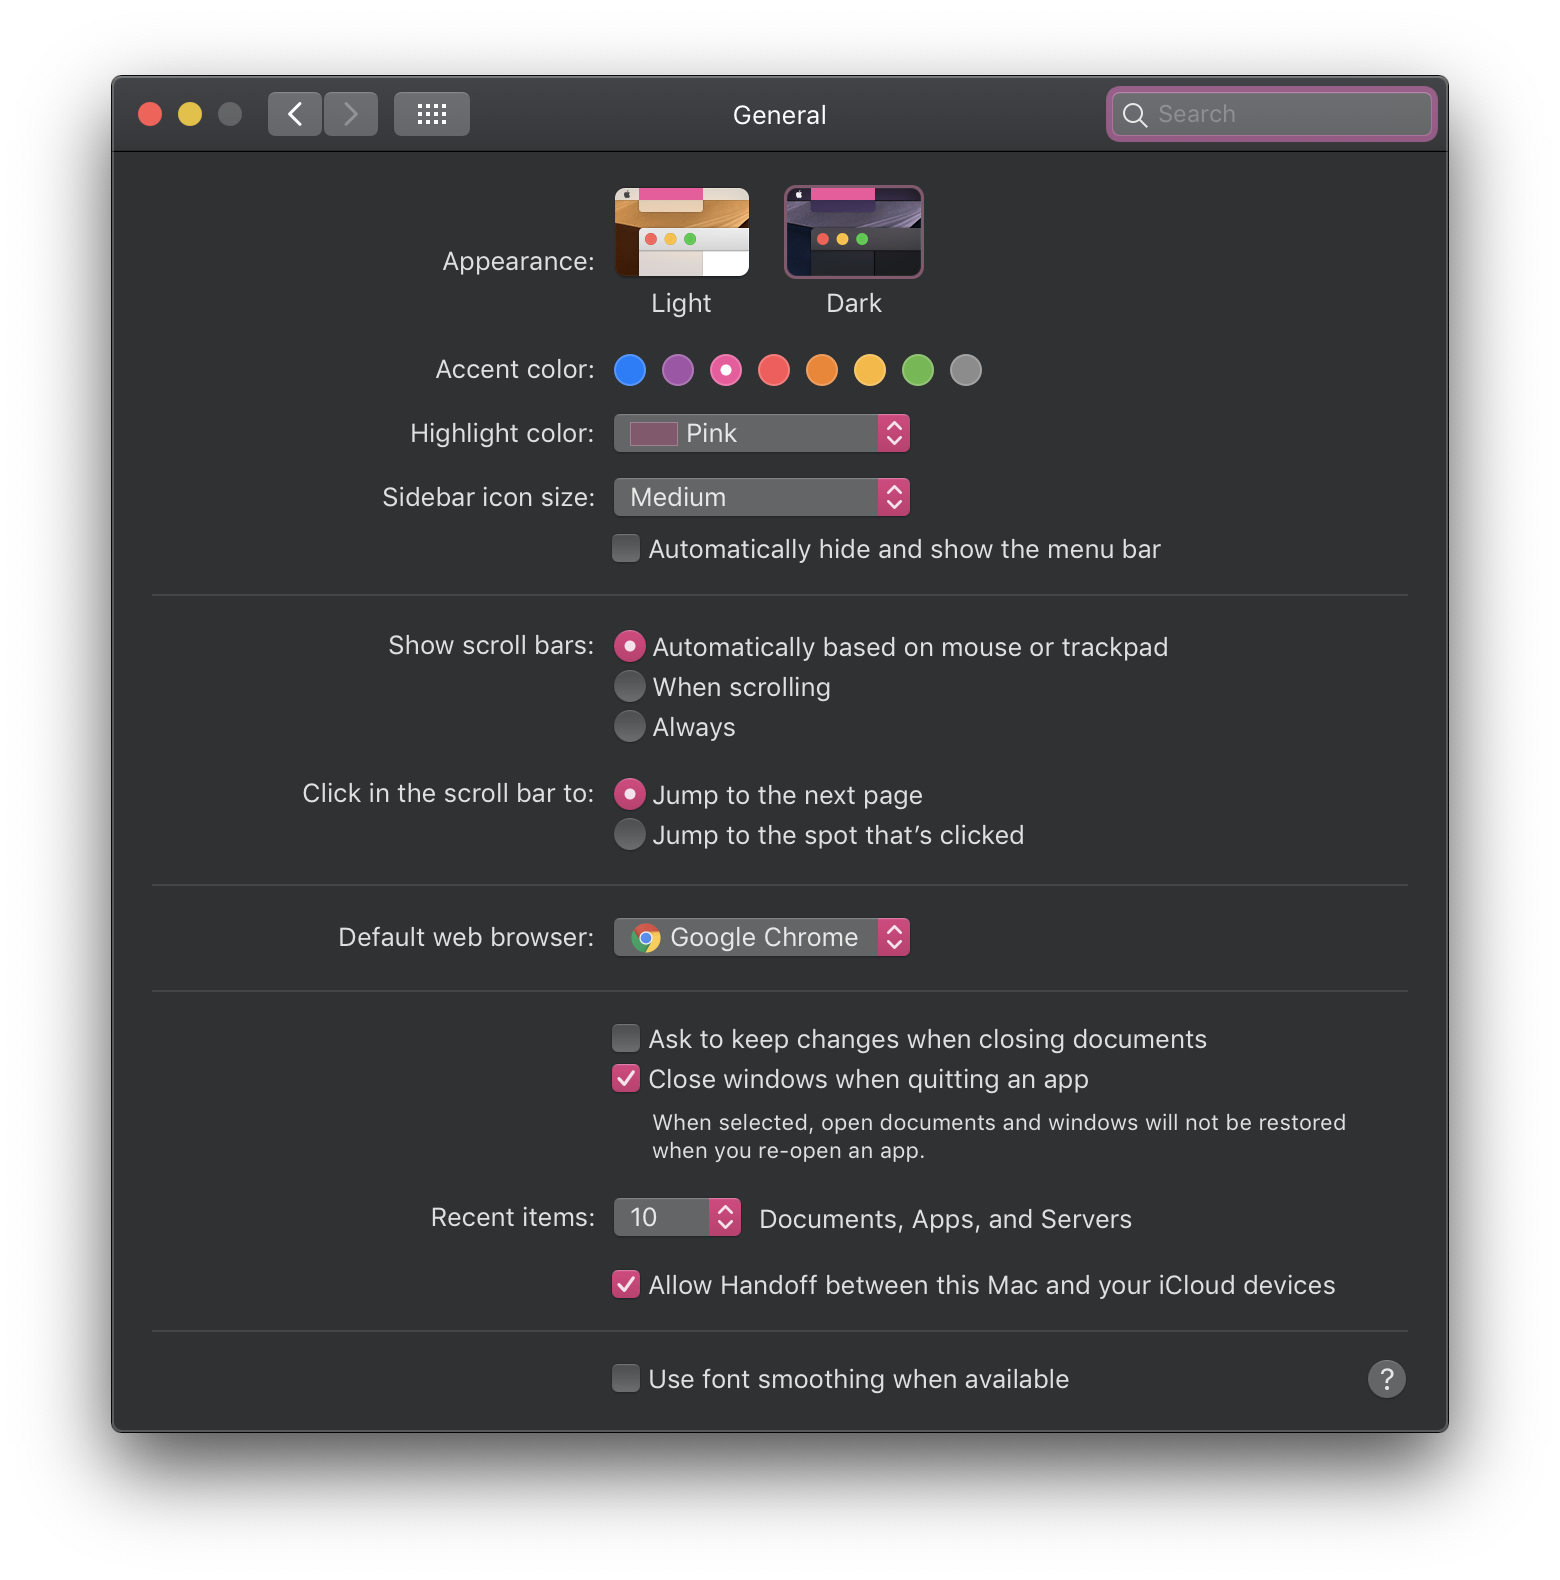 General
Search
Appearance:
Light
Dark
Accent color:
Highlight color:
Pink
Sidebar icon size:
Medium
Automatically hide and show the menu bar
Show scroll bars:
Automatically based on mouse or trackpad
When scrolling
Always
Click in the scroll bar to:
Jump to the next page
Jump to the spot that’s clicked
Default web browser:
Google Chrome
Ask to keep changes when closing documents
Close windows when quitting an app
When selected, open documents and windows will not be restored
when you re-open an app.
Recent items:
10
Documents, Apps, and Servers
Allow Handoff between this Mac and your iCloud devices
Use font smoothing when available
?